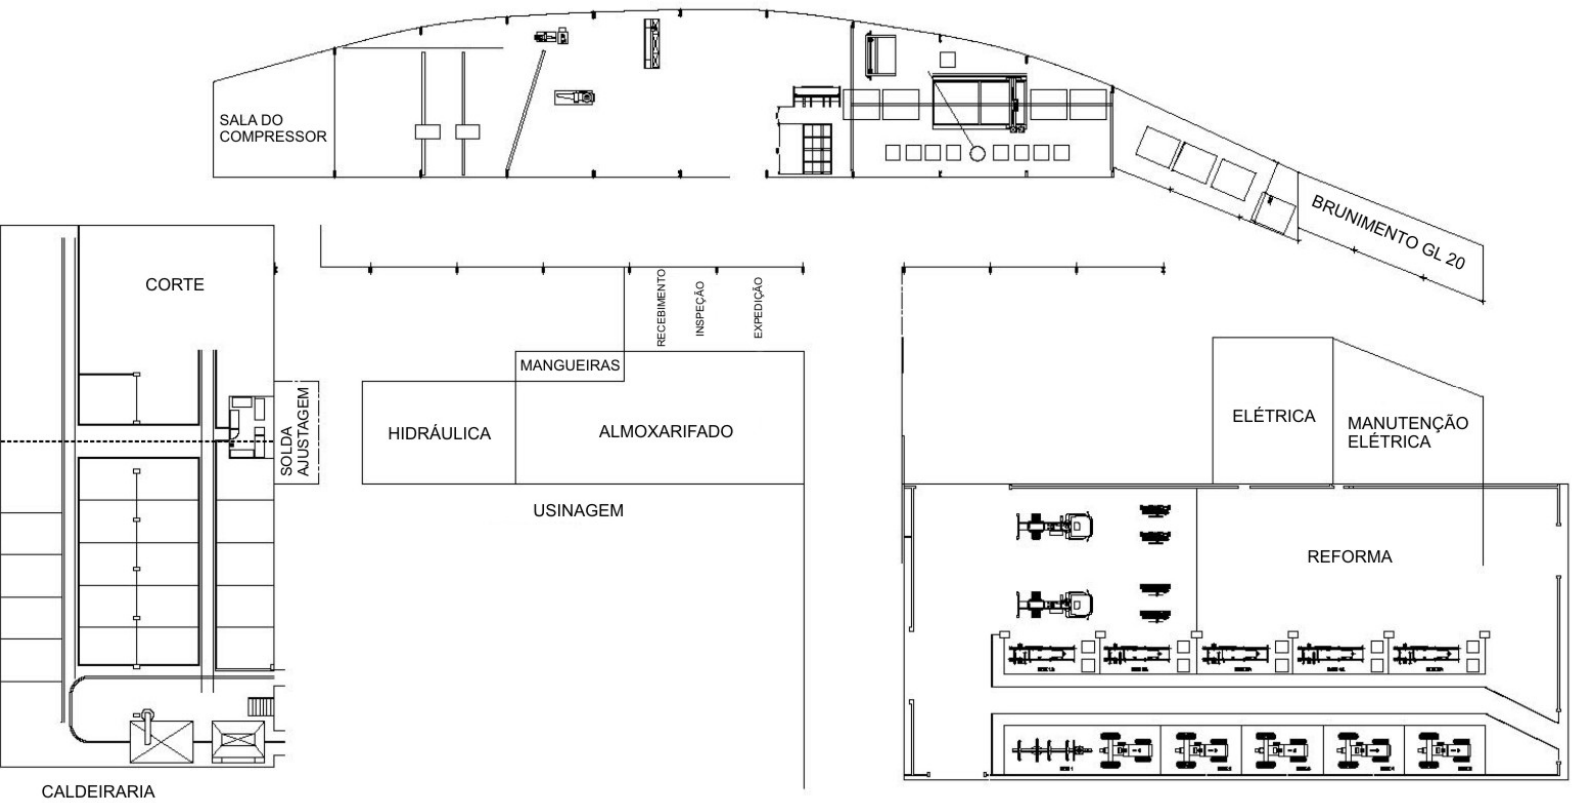 SALA DO
COMPRESSOR
BRUNIMENTO GL 20
CORTE
RECEBIMENTO
INSPEÇÃO
EXPEDIÇÃO
MANGUEIRAS
SOLDA
AJUSTAGEM
HIDRÁULICA
ALMOXARIFADO
ELÉTRICA
MANUTENÇÃO
ELÉTRICA
USINAGEM
REFORMA
CALDEIRARIA